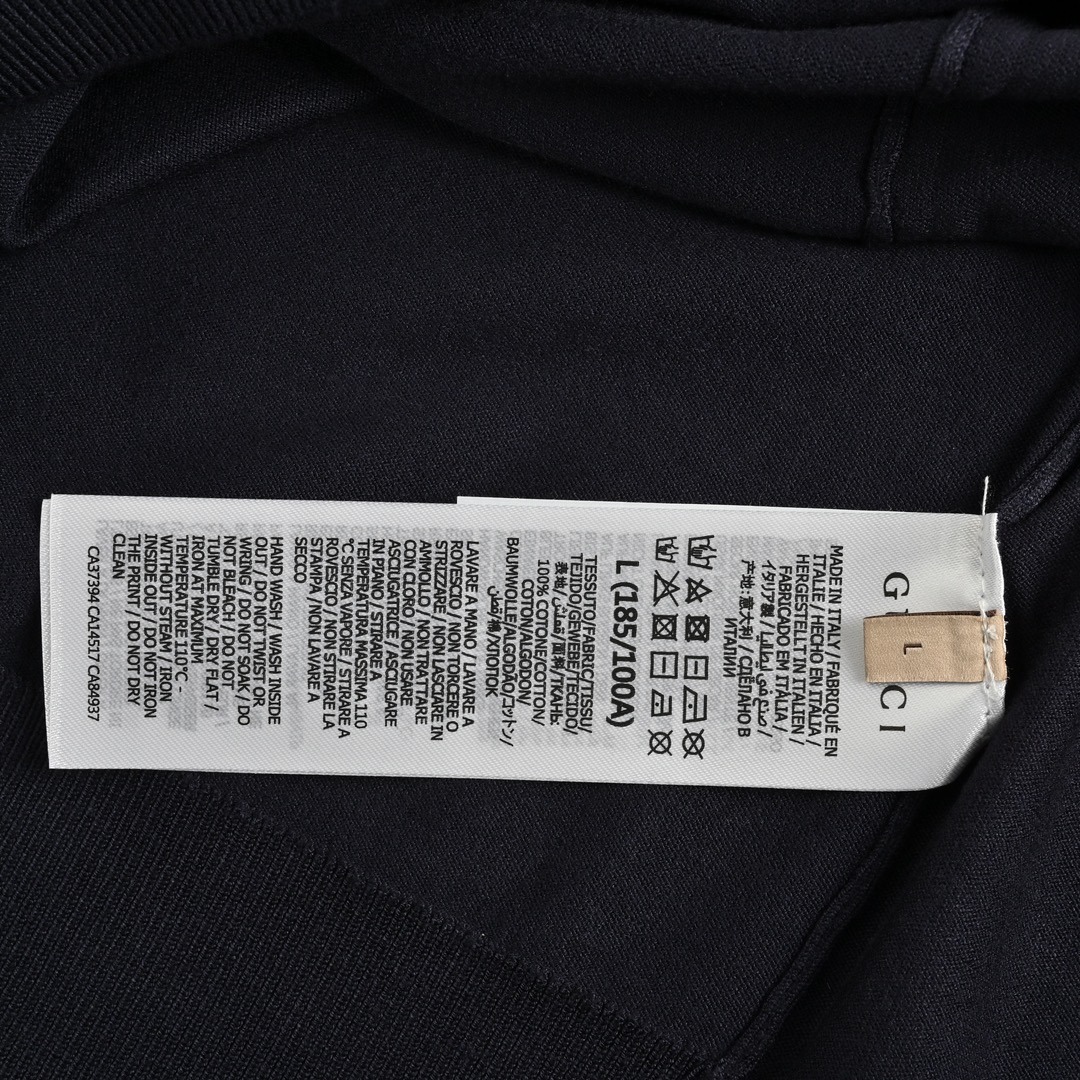 GUCCI
L
MADE IN ITALY / FABRIQUÉ EN
ITALIE / HECHO EN ITALIA /
HERGESTELLT IN ITALIEN /
FABRICADO EM ITALIA /
イタリア製 / صنع في إيطاليا /
产地: 意大利 / СДЕЛАНО В
ИТАЛИИ
L (185/100A)
TESSUTO/FABRIC/TISSU/
TEJIDO/GEWEBE/TECIDO/
表地/قماش/面料/ТКАНЬ:
100% COTONE/COTTON/
COTON/ALGODON/
BAUMWOLLE/ALGODÃO/コットン/
قطن/棉/ХЛОПОК
LAVARE A MANO / LAVARE A
ROVESCIO / NON TORCERE O
STRIZZARE / NON LASCIARE IN
AMMOLLO / NON TRATTARE
CON CLORO / NON USARE
ASCIUGATRICE / ASCIUGARE
IN PIANO / STIRARE A
TEMPERATURA MASSIMA 110
°C SENZA VAPORE / STIRARE A
ROVESCIO / NON STIRARE LA
STAMPA / NON LAVARE A
SECCO
HAND WASH / WASH INSIDE
OUT / DO NOT TWIST OR
WRING / DO NOT SOAK / DO
NOT BLEACH / DO NOT
TUMBLE DRY / DRY FLAT /
IRON AT MAXIMUM
TEMPERATURE 110°C -
WITHOUT STEAM / IRON
INSIDE OUT / DO NOT IRON
THE PRINT / DO NOT DRY
CLEAN
CA37394 CA14517 CA84937